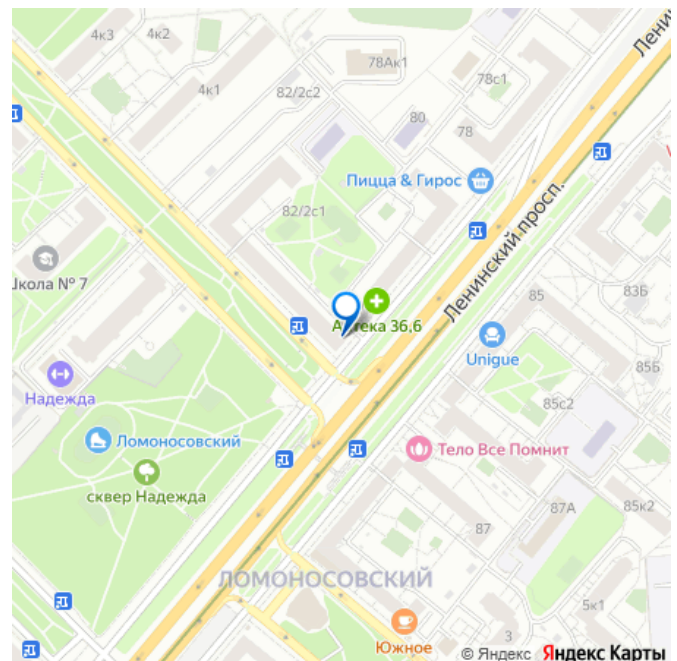 4к3
4к2
Ленин
78Ак1
78с1
4к1
82/2с2
80
78
Пицца & Гирос
82/2с1
Ленинский просп.
Школа № 7
85
83Б
Аптека 36,6
Unigue
85Б
Надежда
85с2
Ломоносовский
Тело Все Помнит
сквер Надежда
87А
85к2
87
ЛОМОНОСОВСКИЙ
5к1
3
Южное
© Яндекс Яндекс Карты